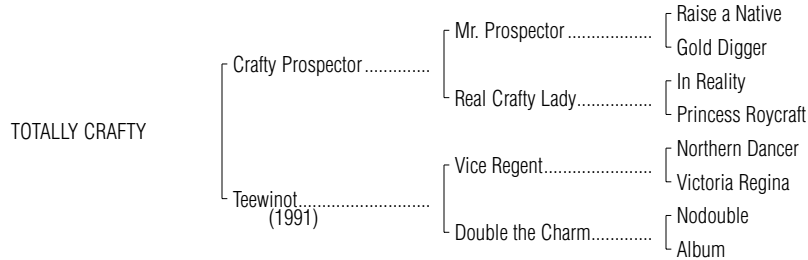 Raise a Native
Mr. Prospector ..................
Gold Digger
Crafty Prospector ..............
In Reality
Real Crafty Lady................
Princess Roycraft
TOTALLY CRAFTY
Northern Dancer
Vice Regent.......................
Victoria Regina
Teewinot............................
(1991)
Nodouble
Double the Charm.............
Album